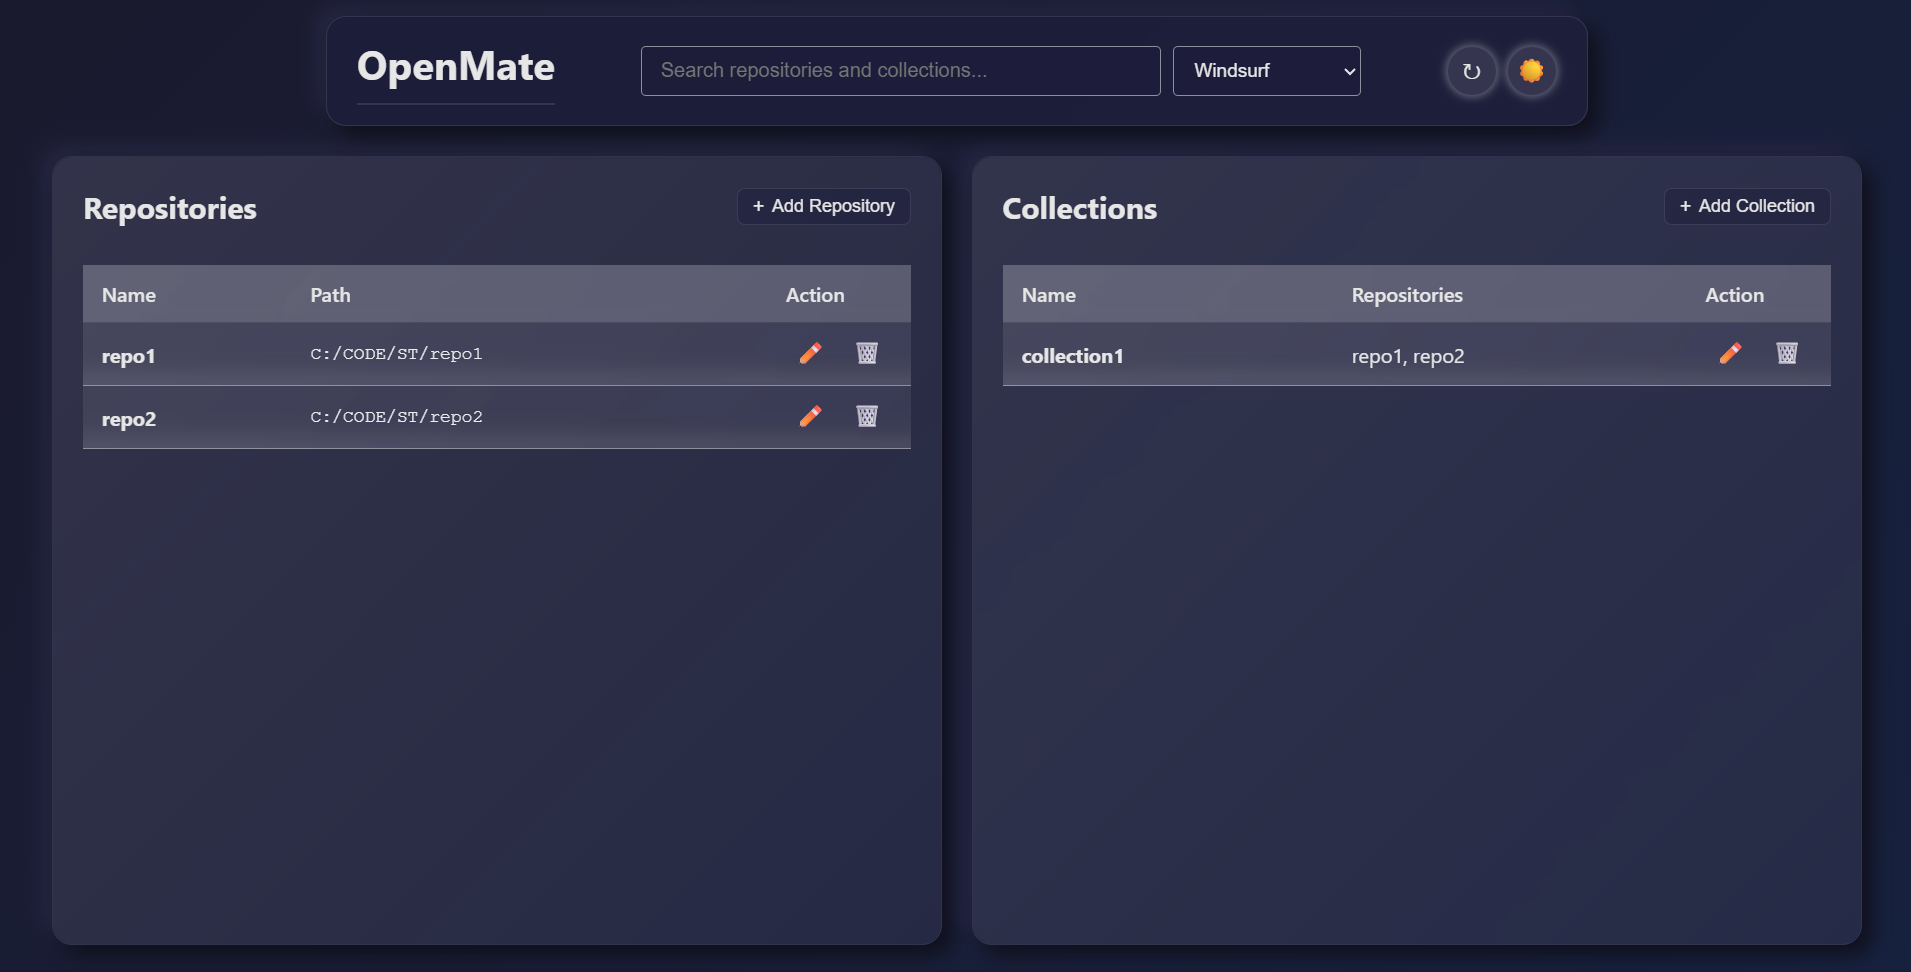 OpenMate
Search repositories and collections...
Windsurf
Repositories
+ Add Repository
Name Path Action
repo1 C:/CODE/ST/repo1
repo2 C:/CODE/ST/repo2
Collections
+ Add Collection
Name Repositories Action
collection1 repo1, repo2